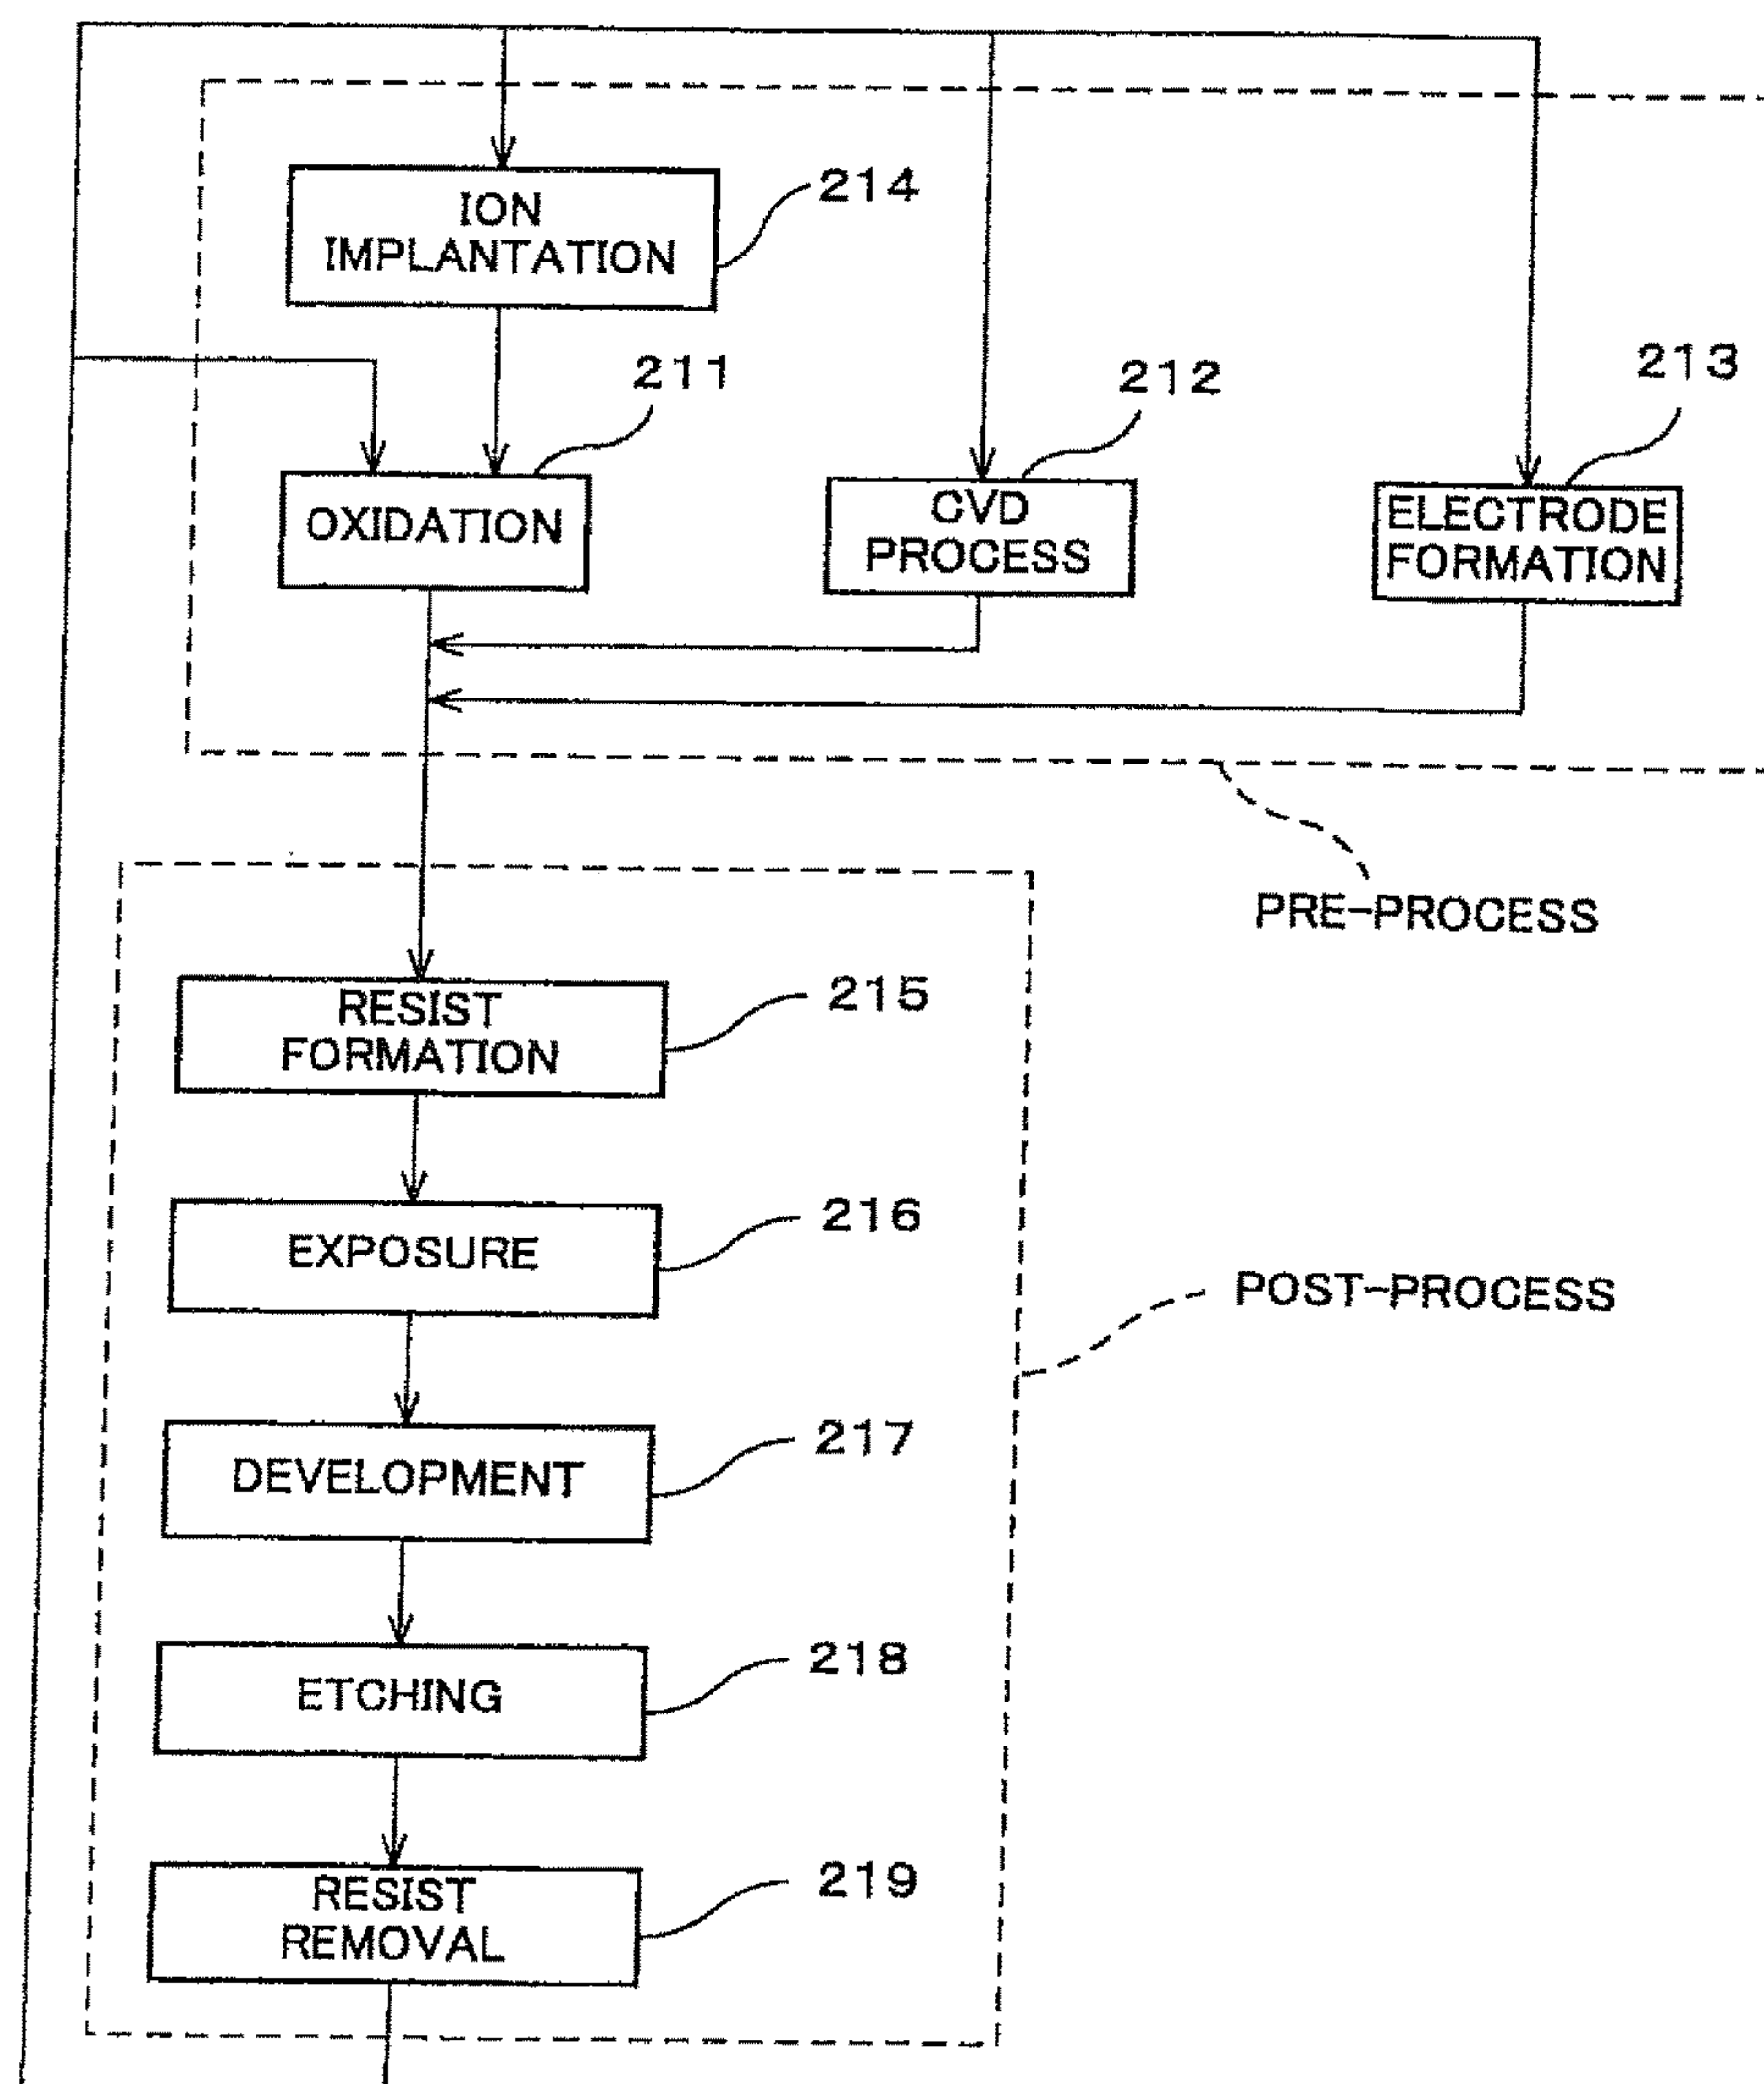 214
ION
IMPLANTATION
211
212
213
OXIDATION
CVD
PROCESS
ELECTRODE
FORMATION
PRE-PROCESS
215
RESIST
FORMATION
216
EXPOSURE
POST-PROCESS
217
DEVELOPMENT
218
ETCHING
219
RESIST
REMOVAL